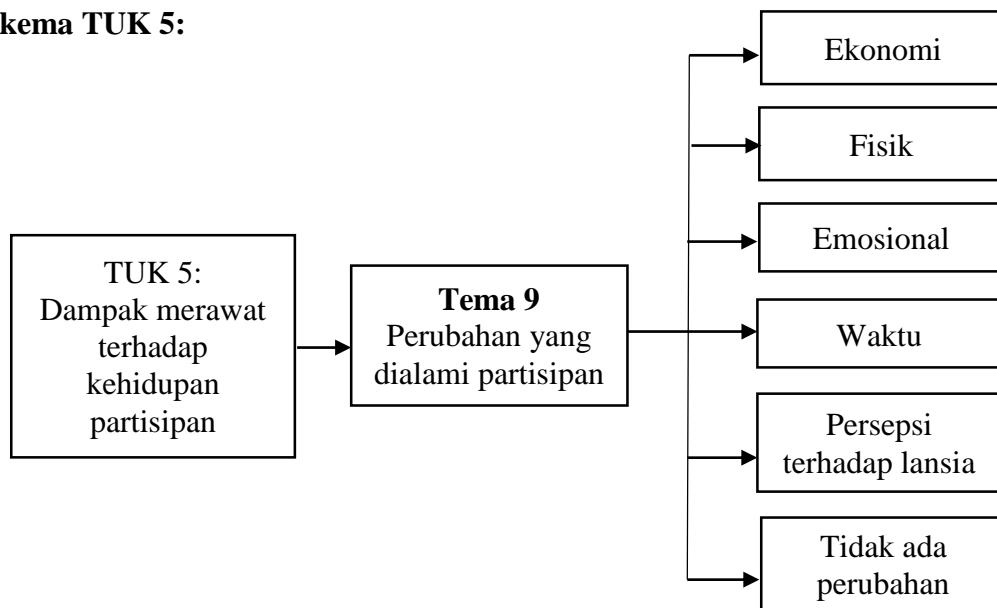 kema TUK 5:
Ekonomi
Fisik
Emosional
TUK 5:
Dampak merawat
terhadap
kehidupan
partisipan
Tema 9
Perubahan yang
dialami partisipan
Waktu
Persepsi
terhadap lansia
Tidak ada
perubahan